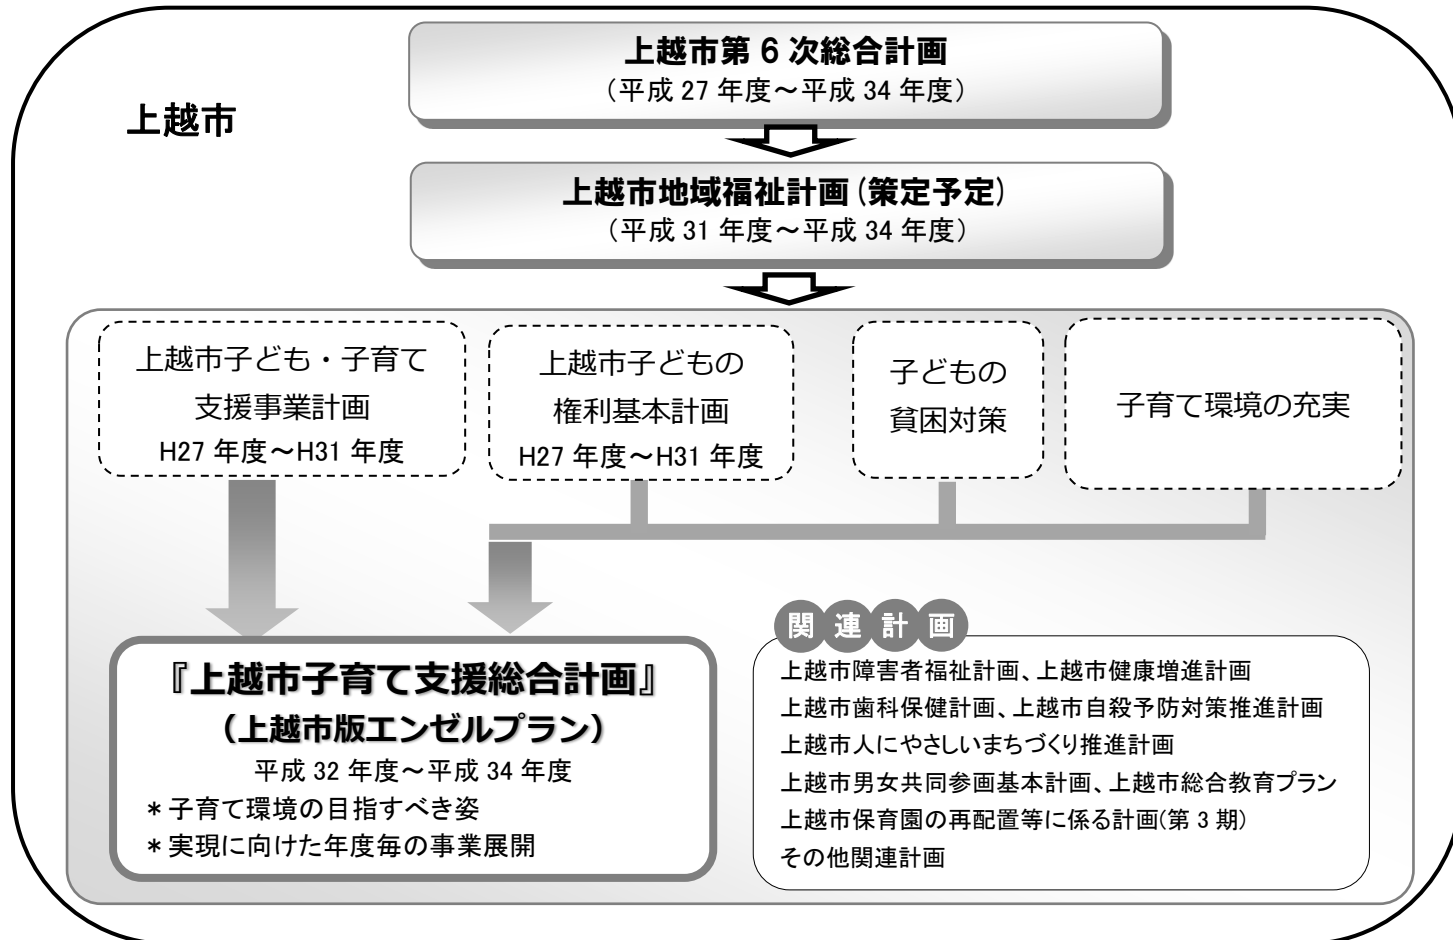 上越市
上越市第６次総合計画
（平成 27 年度～平成 34 年度）
上越市地域福祉計画（策定予定）
（平成 31 年度～平成 34 年度）
上越市子ども・子育て
支援事業計画
H27 年度～H31 年度
上越市子どもの
権利基本計画
H27 年度～H31 年度
子どもの
貧困対策
子育て環境の充実
『上越市子育て支援総合計画』
（上越市版エンゼルプラン）
平成 32 年度～平成 34 年度
＊子育て環境の目指すべき姿
＊実現に向けた年度毎の事業展開
関連計画
上越市障害者福祉計画、上越市健康増進計画
上越市歯科保健計画、上越市自殺予防対策推進計画
上越市人にやさしいまちづくり推進計画
上越市男女共同参画基本計画、上越市総合教育プラン
上越市保育園の再配置等に係る計画(第 3 期)
その他関連計画